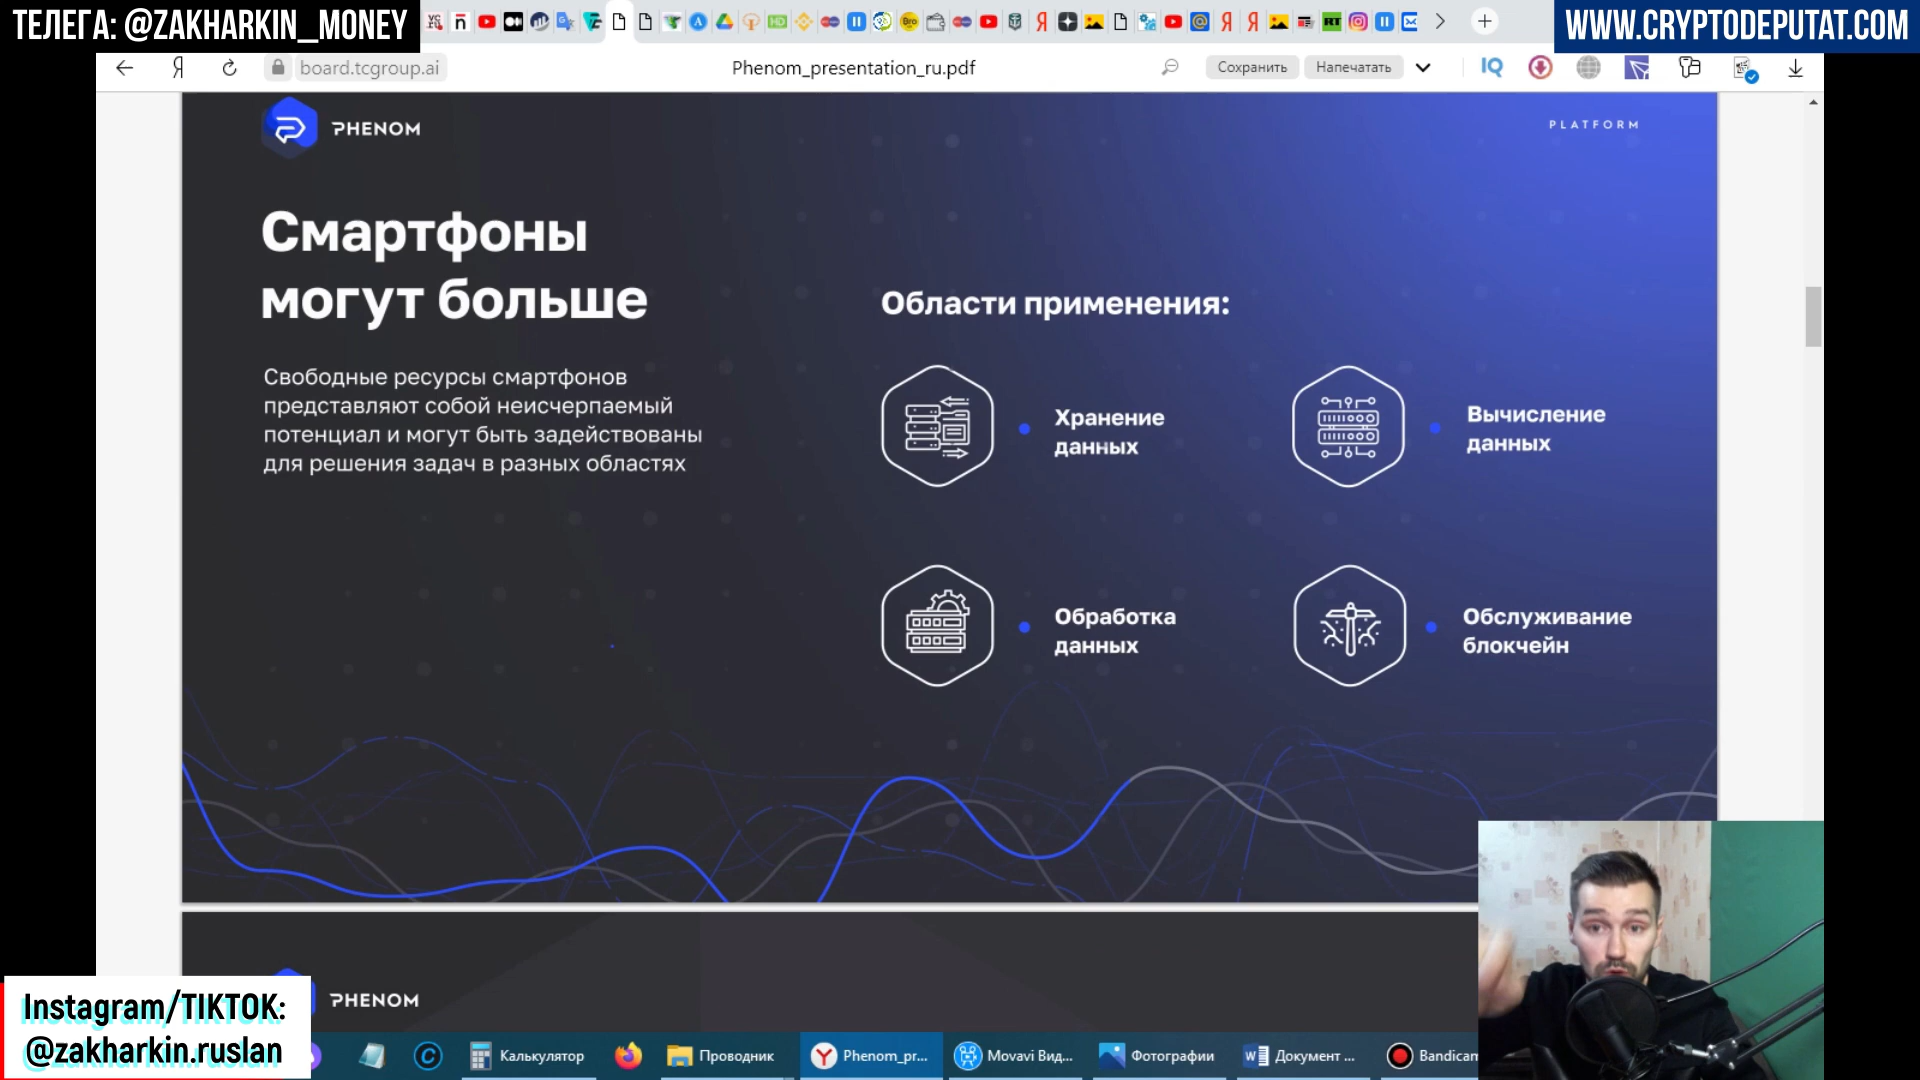 ТЕЛЕГА: @ZAKHARKIN_MONEY
WWW.CRYPTODEPUTAT.COM
board.tcgroup.ai
Phenom_presentation_ru.pdf
Сохранить
Напечатать
IQ
PHENOM
PLATFORM
Смартфоны
могут больше
Свободные ресурсы смартфонов
представляют собой неисчерпаемый
потенциал и могут быть задействованы
для решения задач в разных областях
Области применения:
Хранение
данных
Вычисление
данных
Обработка
данных
Обслуживание
блокчейн
PHENOM
Instagram/TIKTOK:
@zakharkin.ruslan
Калькулятор
Проводник
Phenom_pr...
Movavi Вид...
Фотографии
Документ ...
Bandicam